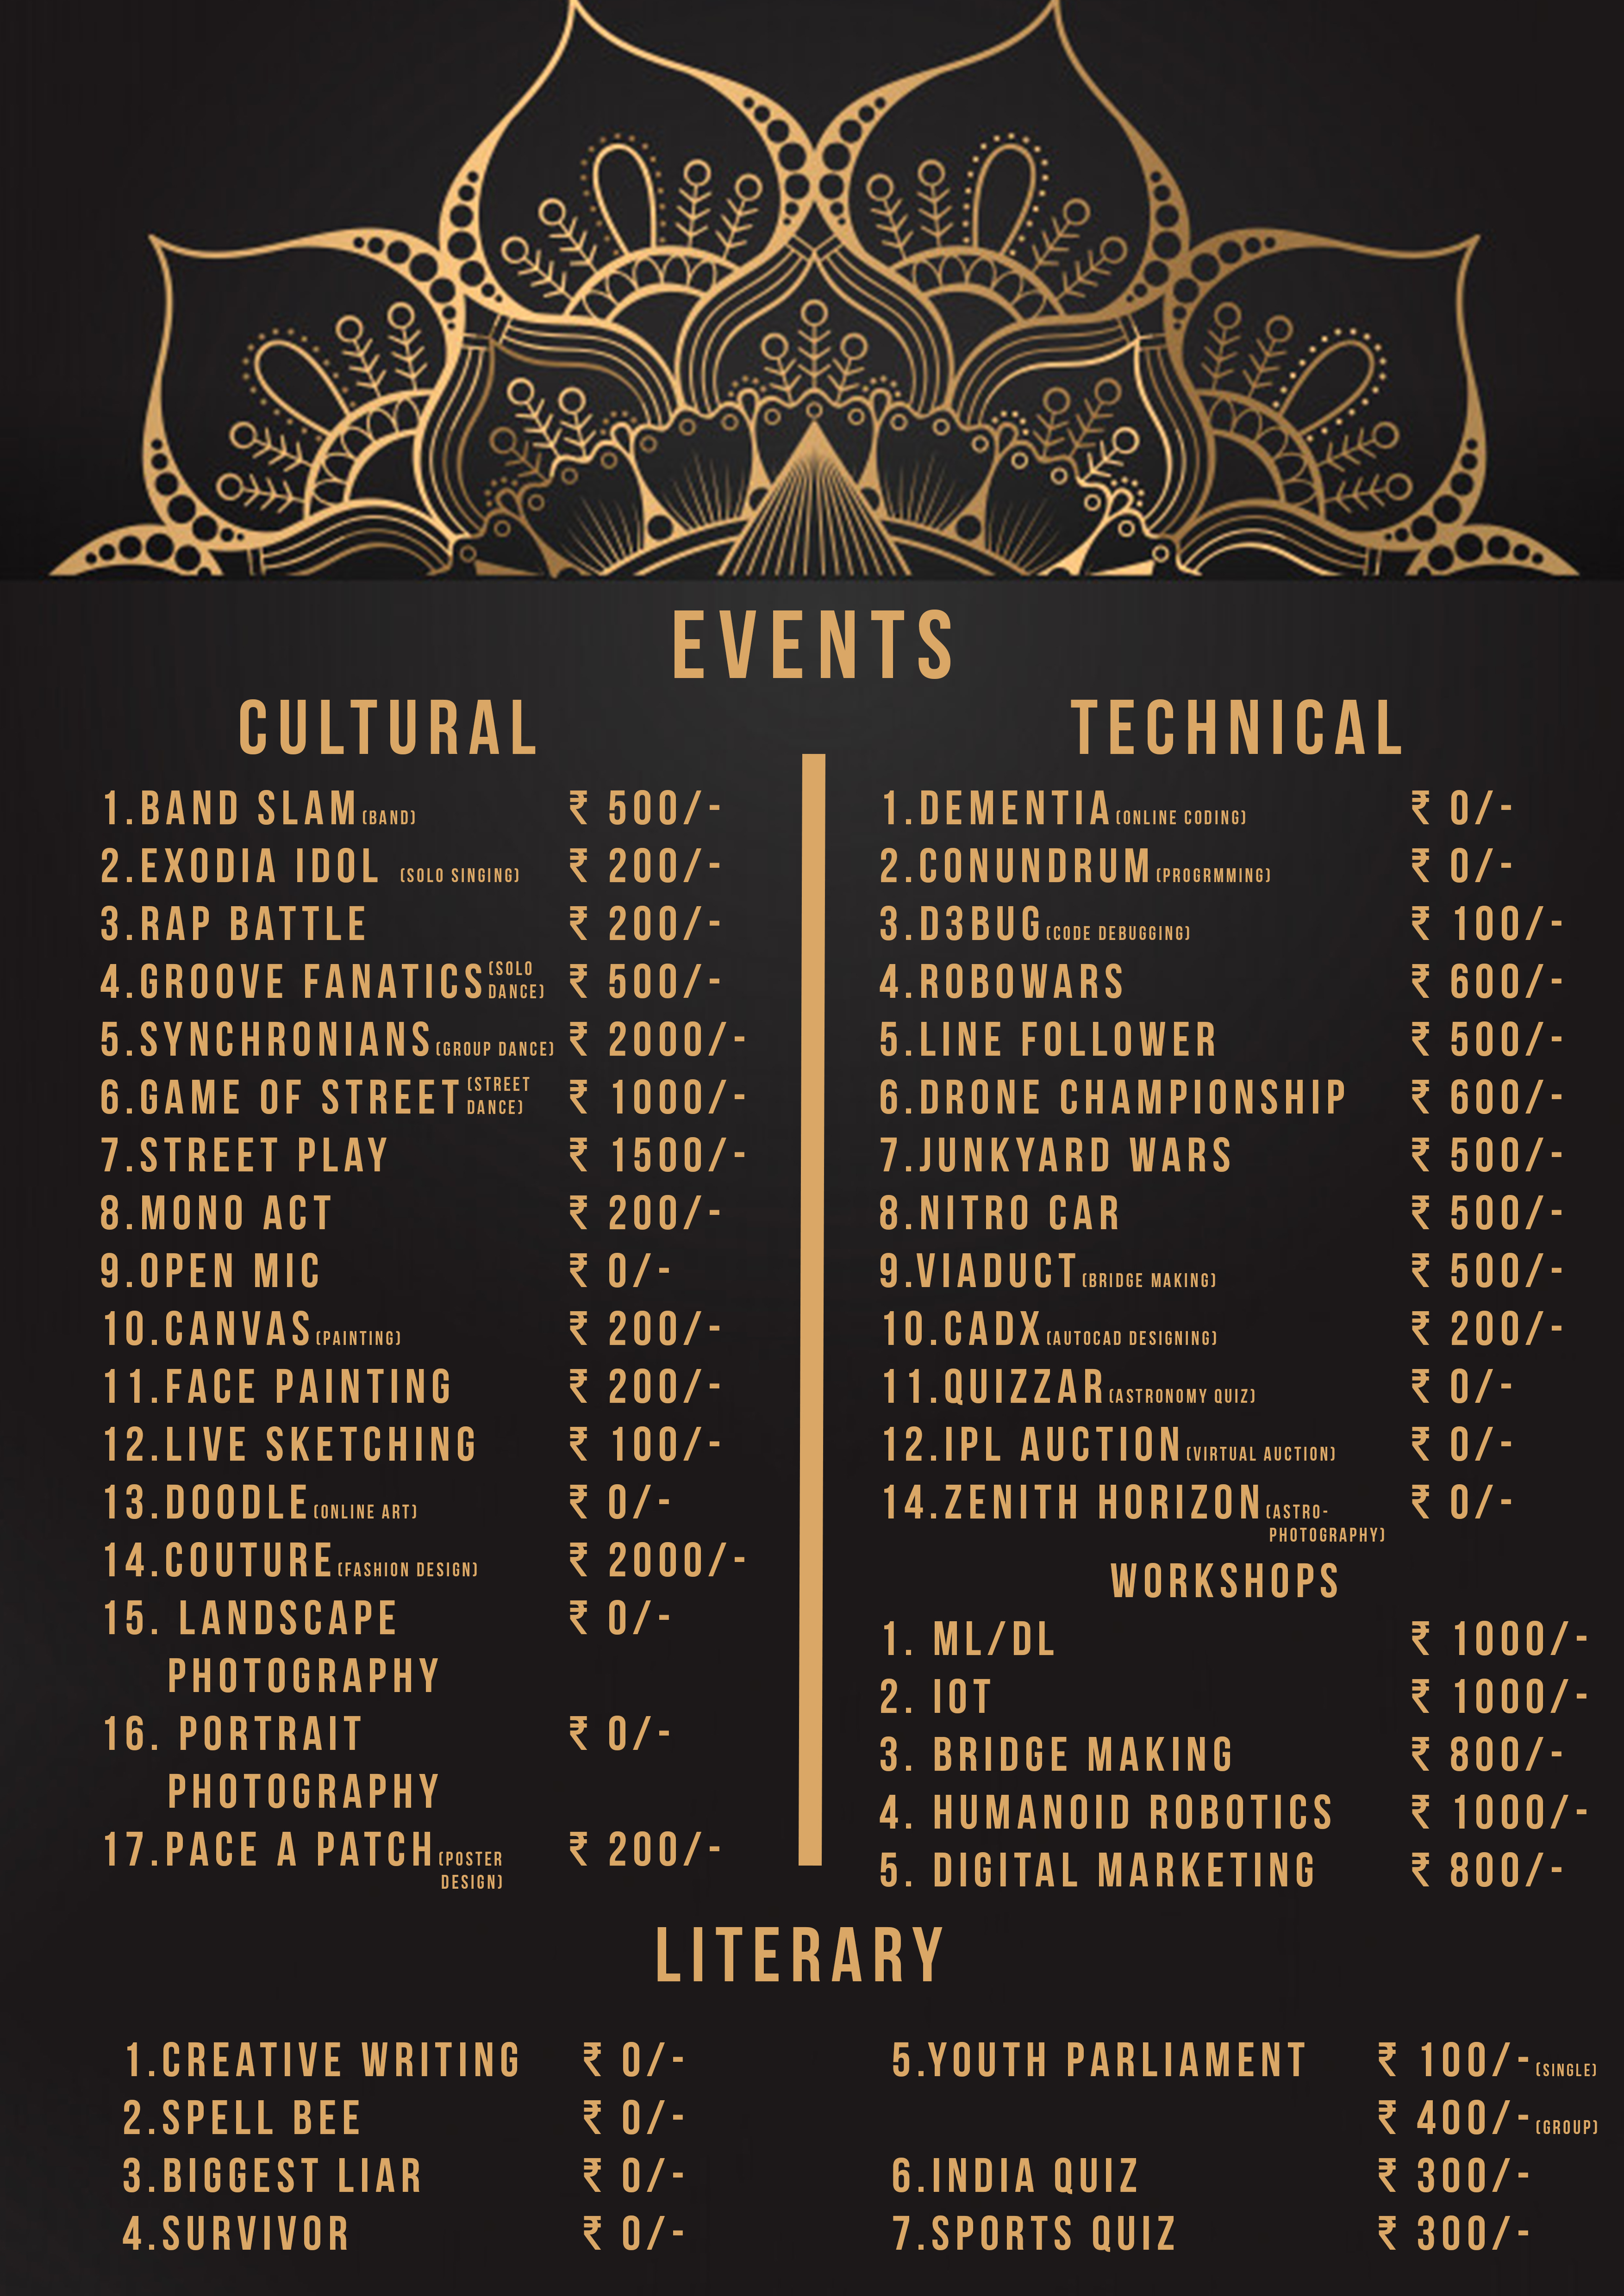 EVENTS
CULTURAL
1.BAND SLAM(BAND) ₹ 500/-
2.EXODIA IDOL (SOLO SINGING) ₹ 200/-
3.RAP BATTLE ₹ 200/-
4.GROOVE FANATICS(SOLO ₹ 500/-
DANCE)
5.SYNCHRONIANS(GROUP DANCE) ₹ 2000/-
6.GAME OF STREET(STREET ₹ 1000/-
DANCE)
7.STREET PLAY ₹ 1500/-
8.MONO ACT ₹ 200/-
9.OPEN MIC ₹ 0/-
10.CANVAS(PAINTING) ₹ 200/-
11.FACE PAINTING ₹ 200/-
12.LIVE SKETCHING ₹ 100/-
13.DOODLE(ONLINE ART) ₹ 0/-
14.COUTURE(FASHION DESIGN) ₹ 2000/-
15. LANDSCAPE ₹ 0/-
PHOTOGRAPHY
16. PORTRAIT ₹ 0/-
PHOTOGRAPHY
17.PACE A PATCH(POSTER ₹ 200/-
DESIGN)
TECHNICAL
1.DEMENTIA(ONLINE CODING) ₹ 0/-
2.CONUNDRUM(PROGRMMING) ₹ 0/-
3.D3BUG(CODE DEBUGGING) ₹ 100/-
4.ROBOWARS ₹ 600/-
5.LINE FOLLOWER ₹ 500/-
6.DRONE CHAMPIONSHIP ₹ 600/-
7.JUNKYARD WARS ₹ 500/-
8.NITRO CAR ₹ 500/-
9.VIADUCT(BRIDGE MAKING) ₹ 500/-
10.CADX(AUTOCAD DESIGNING) ₹ 200/-
11.QUIZZAR(ASTRONOMY QUIZ) ₹ 0/-
12.IPL AUCTION(VIRTUAL AUCTION) ₹ 0/-
14.ZENITH HORIZON(ASTRO- ₹ 0/-
PHOTOGRAPHY)
WORKSHOPS
1. ML/DL ₹ 1000/-
2. IOT ₹ 1000/-
3. BRIDGE MAKING ₹ 800/-
4. HUMANOID ROBOTICS ₹ 1000/-
5. DIGITAL MARKETING ₹ 800/-
LITERARY
1.CREATIVE WRITING ₹ 0/-
2.SPELL BEE ₹ 0/-
3.BIGGEST LIAR ₹ 0/-
4.SURVIVOR ₹ 0/-
5.YOUTH PARLIAMENT ₹ 100/-(SINGLE)
₹ 400/-(GROUP)
6.INDIA QUIZ ₹ 300/-
7.SPORTS QUIZ ₹ 300/-